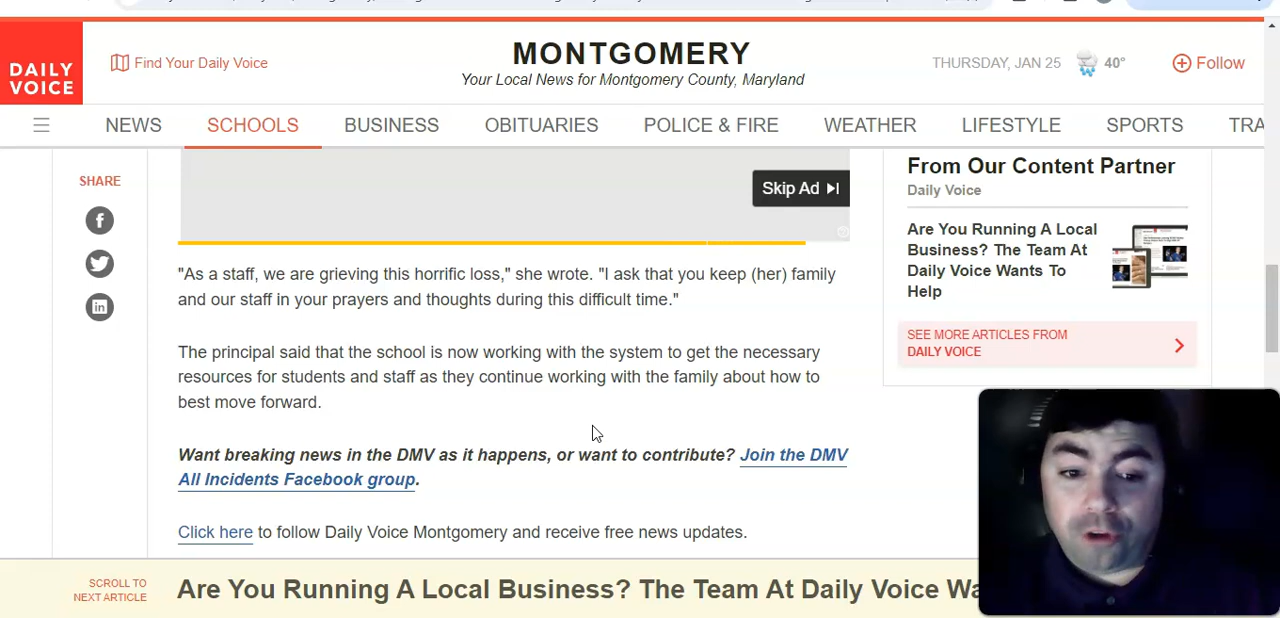 DAILY
VOICE
Find Your Daily Voice
MONTGOMERY
Your Local News for Montgomery County, Maryland
THURSDAY, JAN 25
40°
Follow
NEWS
SCHOOLS
BUSINESS
OBITUARIES
POLICE & FIRE
WEATHER
LIFESTYLE
SPORTS
TRA
SHARE
Skip Ad
"As a staff, we are grieving this horrific loss," she wrote. "I ask that you keep (her) family
and our staff in your prayers and thoughts during this difficult time."
The principal said that the school is now working with the system to get the necessary
resources for students and staff as they continue working with the family about how to
best move forward.
Want breaking news in the DMV as it happens, or want to contribute? Join the DMV
All Incidents Facebook group.
Click here to follow Daily Voice Montgomery and receive free news updates.
From Our Content Partner
Daily Voice
Are You Running A Local
Business? The Team At
Daily Voice Wants To
Help
SEE MORE ARTICLES FROM
DAILY VOICE
SCROLL TO
NEXT ARTICLE
Are You Running A Local Business? The Team At Daily Voice Wa